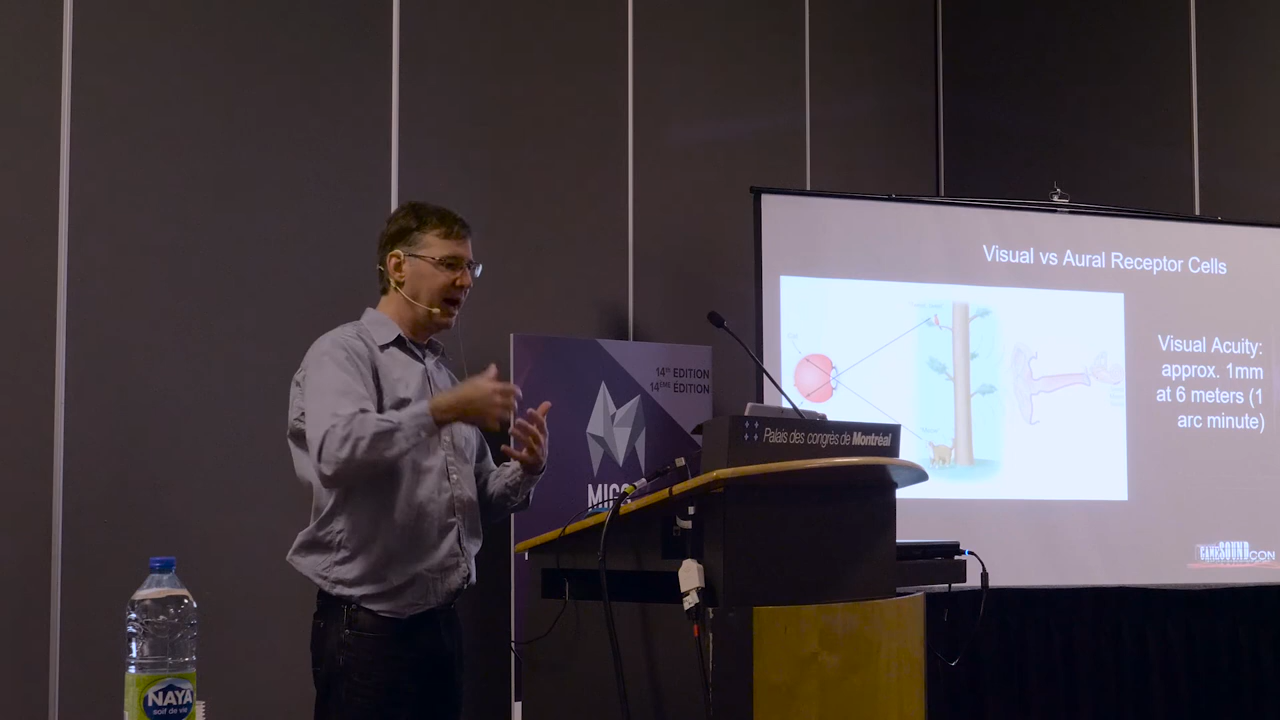 Visual vs Aural Receptor Cells
Visual Acuity:
approx. 1mm
at 6 meters (1
arc minute)
GAMESOUNDCON
14TH EDITION
14ÈME ÉDITION
Palais des congrès de Montréal
NAYA
soif de vie